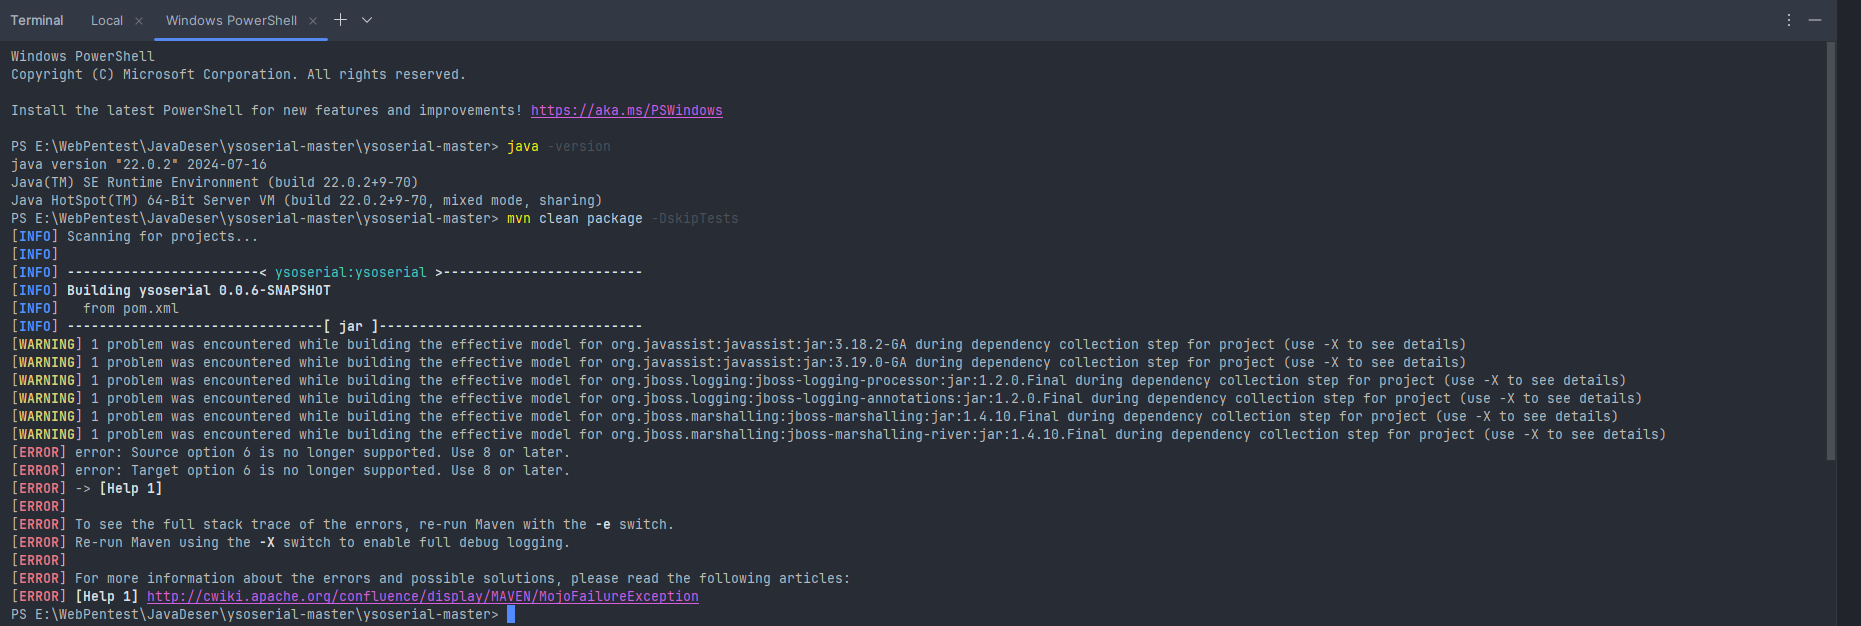 Terminal Local Windows PowerShell
Windows PowerShell
Copyright (C) Microsoft Corporation. All rights reserved.
Install the latest PowerShell for new features and improvements! https://aka.ms/PSWindows
PS E:\WebPentest\JavaDeser\ysoserial-master\ysoserial-master> java -version
java version "22.0.2" 2024-07-16
Java(TM) SE Runtime Environment (build 22.0.2+9-70)
Java HotSpot(TM) 64-Bit Server VM (build 22.0.2+9-70, mixed mode, sharing)
PS E:\WebPentest\JavaDeser\ysoserial-master\ysoserial-master> mvn clean package -DskipTests
[INFO] Scanning for projects...
[INFO]
[INFO] ------------------------< ysoserial:ysoserial >-------------------------
[INFO] Building ysoserial 0.0.6-SNAPSHOT
[INFO]   from pom.xml
[INFO] --------------------------------[ jar ]---------------------------------
[WARNING] 1 problem was encountered while building the effective model for org.javassist:javassist:jar:3.18.2-GA during dependency collection step for project (use -X to see details)
[WARNING] 1 problem was encountered while building the effective model for org.javassist:javassist:jar:3.19.0-GA during dependency collection step for project (use -X to see details)
[WARNING] 1 problem was encountered while building the effective model for org.jboss.logging:jboss-logging-processor:jar:1.2.0.Final during dependency collection step for project (use -X to see details)
[WARNING] 1 problem was encountered while building the effective model for org.jboss.logging:jboss-logging-annotations:jar:1.2.0.Final during dependency collection step for project (use -X to see details)
[WARNING] 1 problem was encountered while building the effective model for org.jboss.marshalling:jboss-marshalling:jar:1.4.10.Final during dependency collection step for project (use -X to see details)
[WARNING] 1 problem was encountered while building the effective model for org.jboss.marshalling:jboss-marshalling-river:jar:1.4.10.Final during dependency collection step for project (use -X to see details)
[ERROR] error: Source option 6 is no longer supported. Use 8 or later.
[ERROR] error: Target option 6 is no longer supported. Use 8 or later.
[ERROR] -> [Help 1]
[ERROR]
[ERROR] To see the full stack trace of the errors, re-run Maven with the -e switch.
[ERROR] Re-run Maven using the -X switch to enable full debug logging.
[ERROR]
[ERROR] For more information about the errors and possible solutions, please read the following articles:
[ERROR] [Help 1] http://cwiki.apache.org/confluence/display/MAVEN/MojoFailureException
PS E:\WebPentest\JavaDeser\ysoserial-master\ysoserial-master>